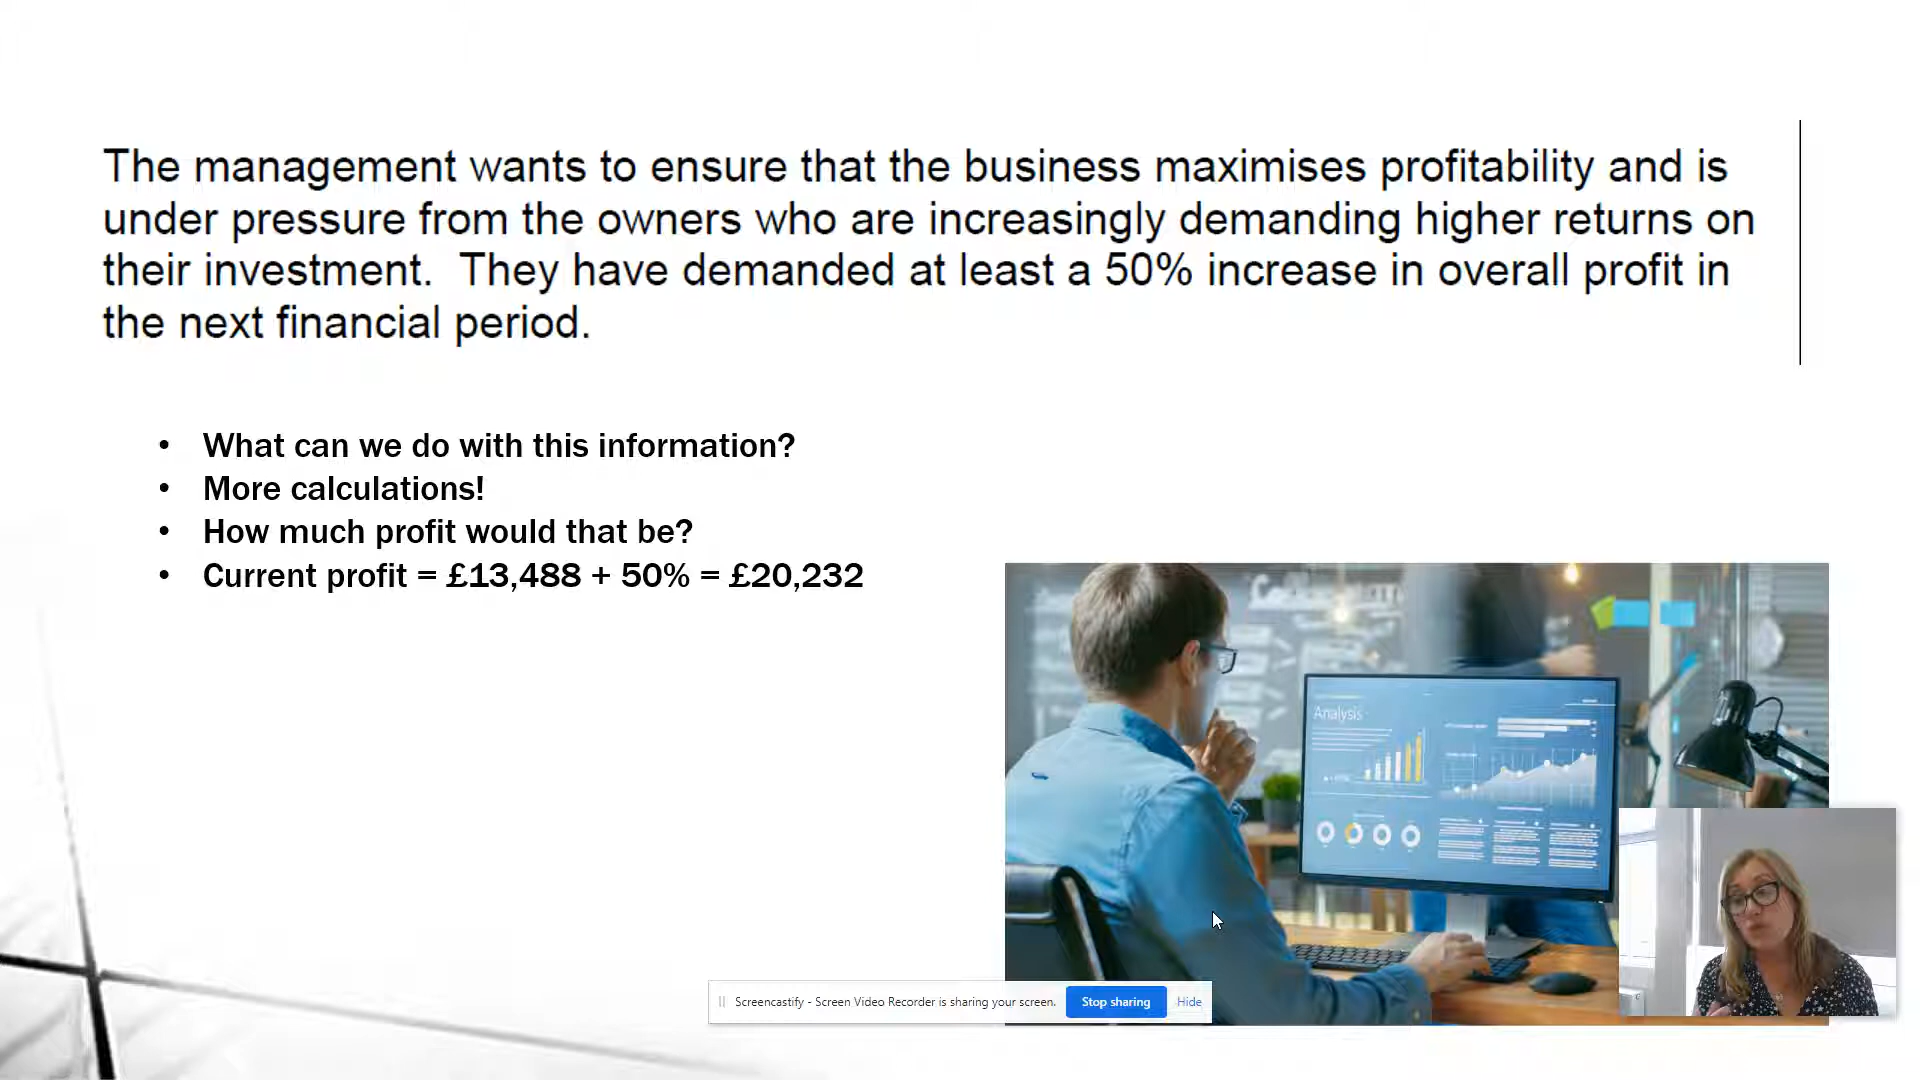 The management wants to ensure that the business maximises profitability and is
under pressure from the owners who are increasingly demanding higher returns on
their investment.  They have demanded at least a 50% increase in overall profit in
the next financial period.
• What can we do with this information?
• More calculations!
• How much profit would that be?
• Current profit = £13,488 + 50% = £20,232
Analysis
Screencastify - Screen Video Recorder is sharing your screen. Stop sharing Hide